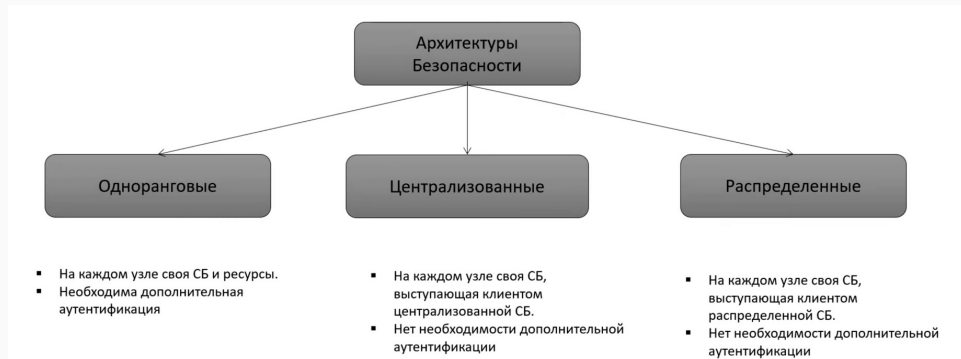 Архитектуры
Безопасности
Одноранговые
Централизованные
Распределенные
▪ На каждом узле своя СБ и ресурсы.
▪ Необходима дополнительная
аутентификация
▪ На каждом узле своя СБ,
выступающая клиентом
централизованной СБ.
▪ Нет необходимости дополнительной
аутентификации
▪ На каждом узле своя СБ,
выступающая клиентом
распределенной СБ.
▪ Нет необходимости дополнительной
аутентификации